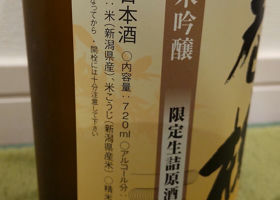 米吟醸
限定生詰原酒
日本酒 ○内容量：720ml ○アルコール分：
：米（新潟県産）、米こうじ（新潟県産米） ○精米
なってから・開栓には十分注意して下さい